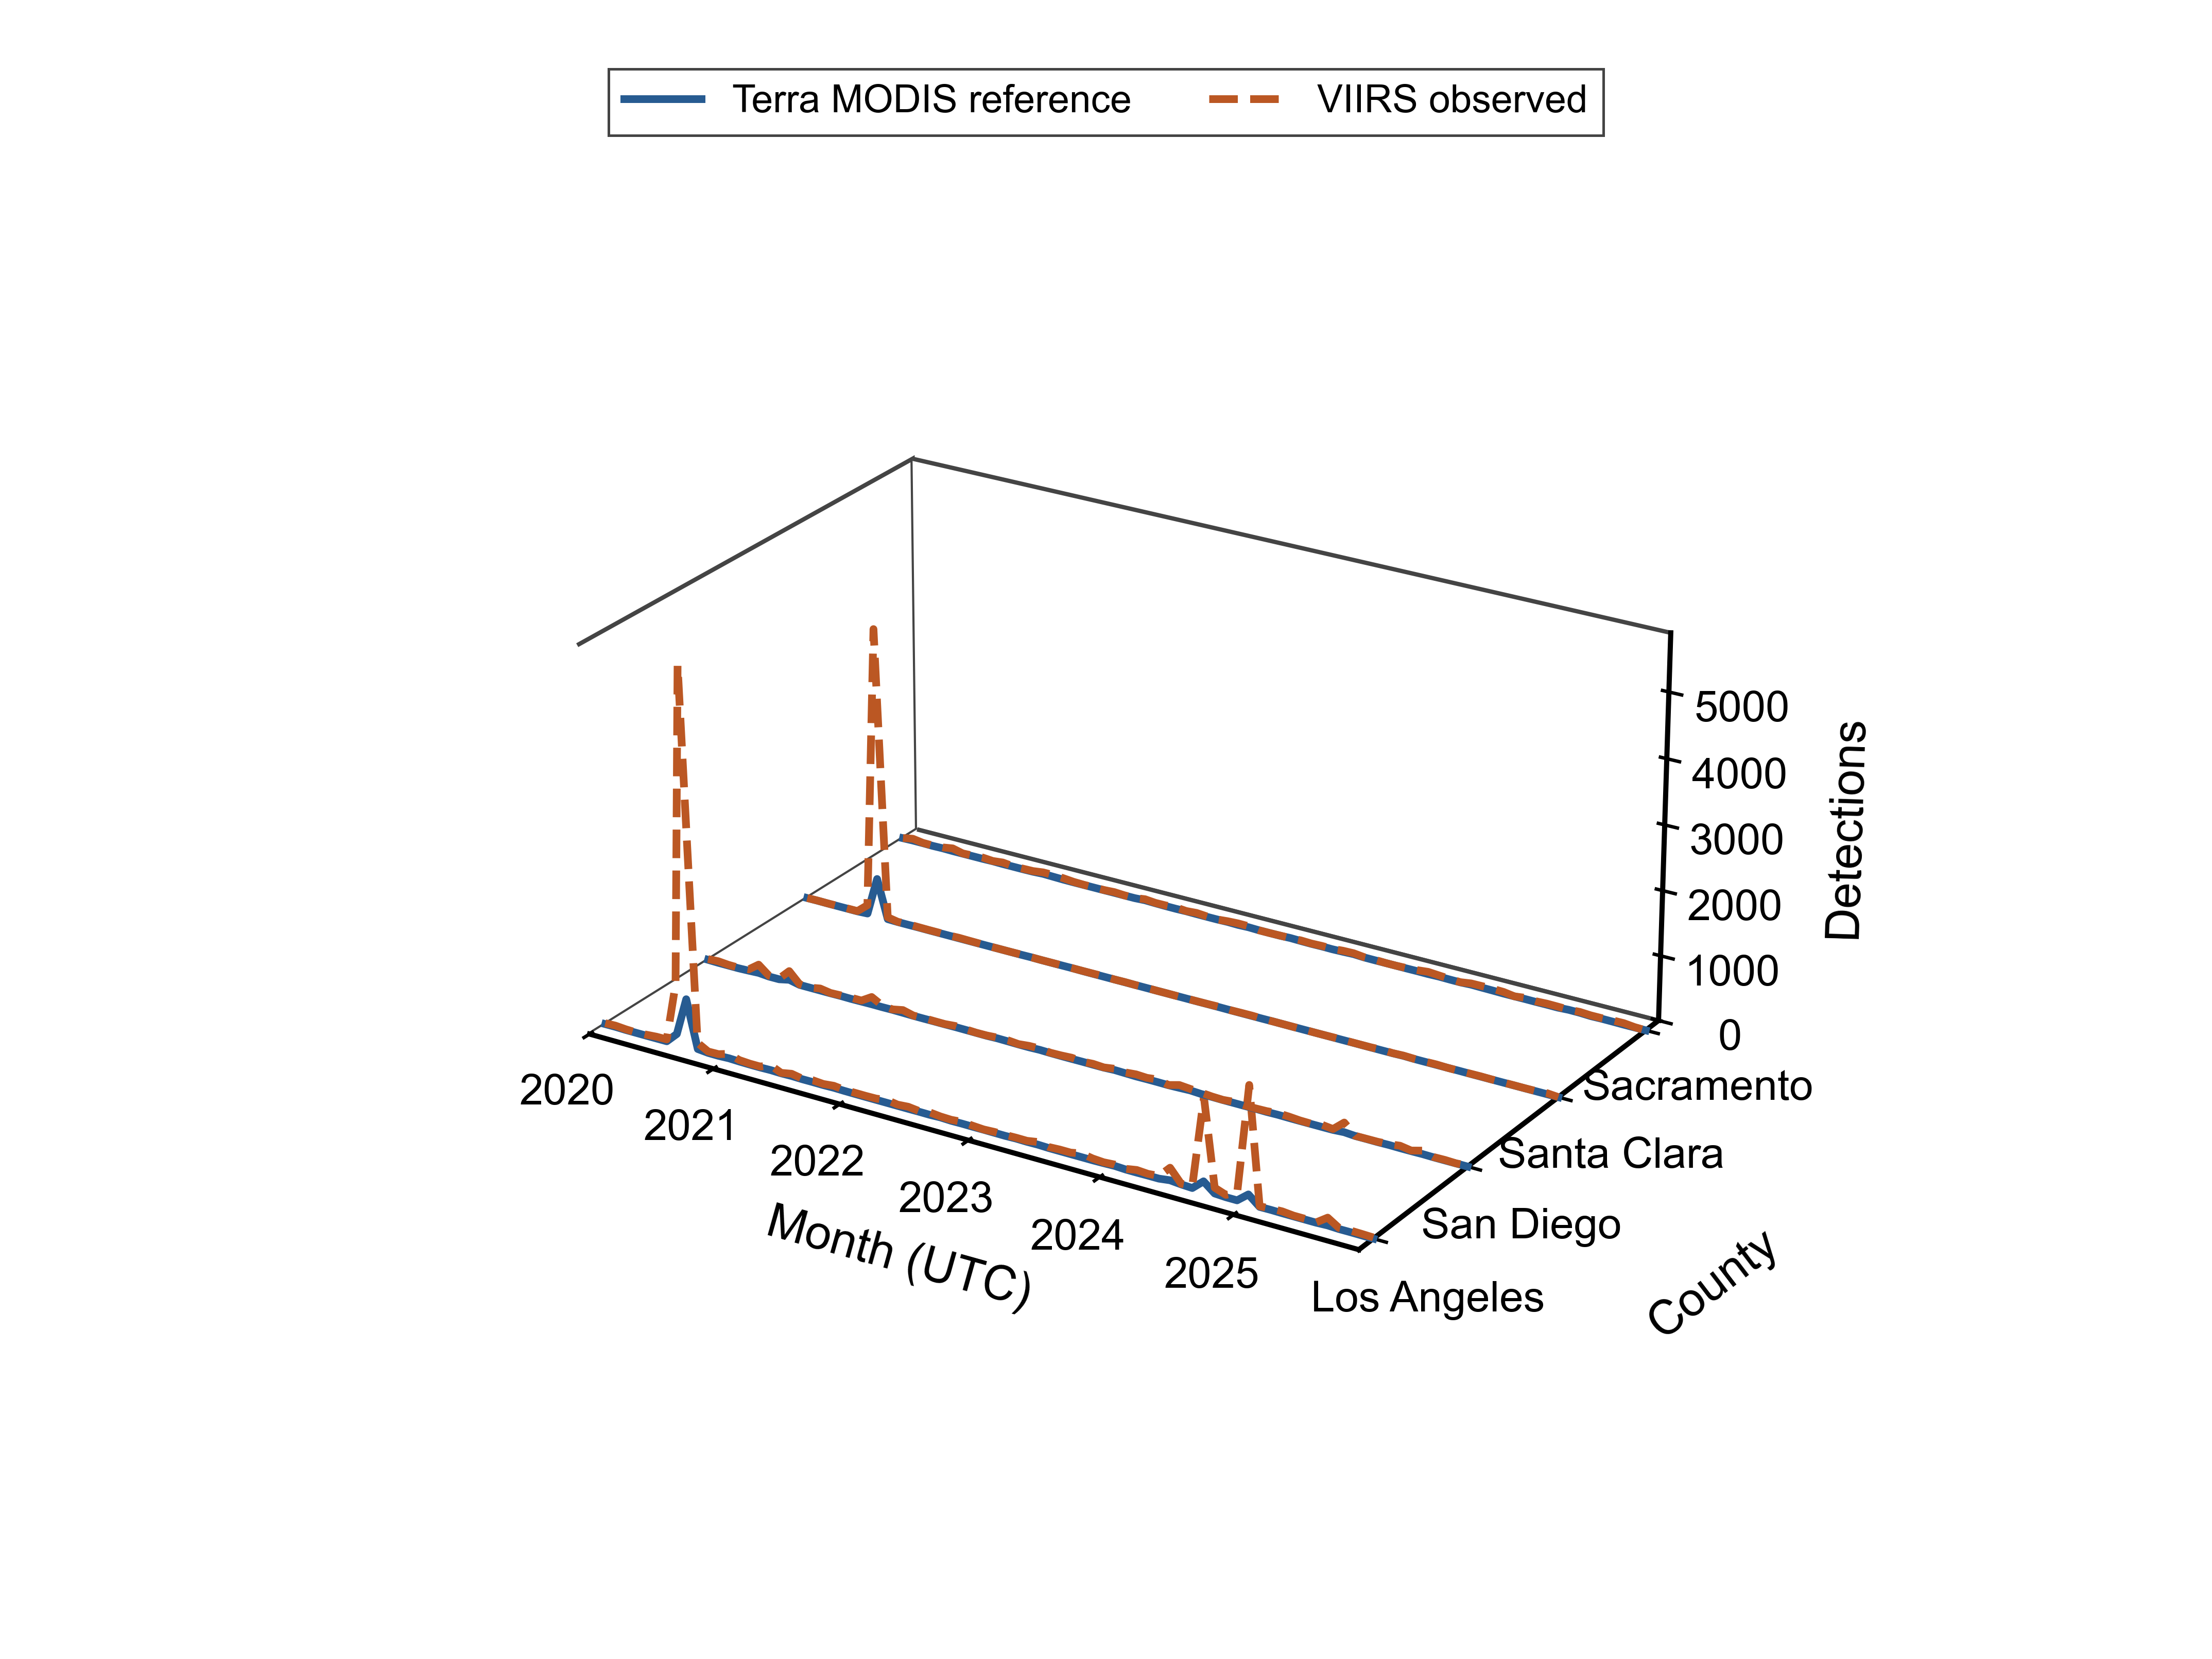 Terra MODIS reference
VIIRS observed
5000
4000
3000
2000
1000
0
Detections
2020
2021
2022
2023
2024
2025
Month (UTC)
Sacramento
Santa Clara
San Diego
Los Angeles
County